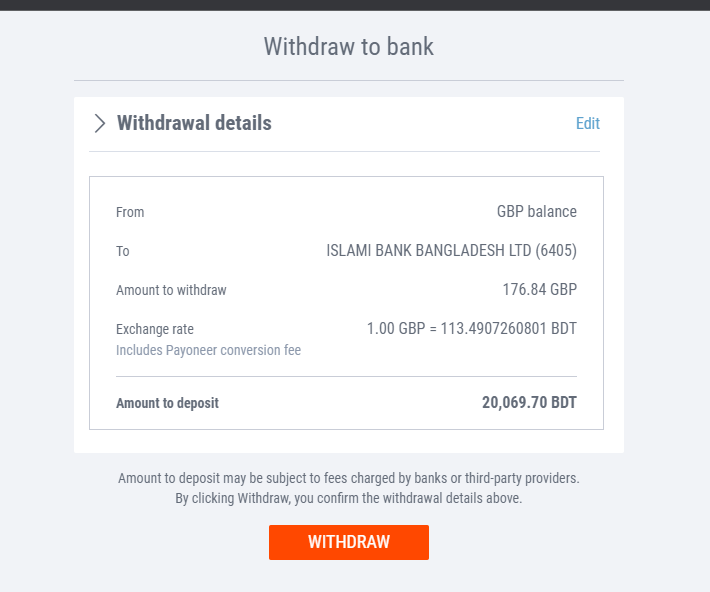 Withdraw to bank
Withdrawal details
Edit
From
GBP balance
To
ISLAMI BANK BANGLADESH LTD (6405)
Amount to withdraw
176.84 GBP
Exchange rate
1.00 GBP = 113.4907260801 BDT
Includes Payoneer conversion fee
Amount to deposit
20,069.70 BDT
Amount to deposit may be subject to fees charged by banks or third-party providers.
By clicking Withdraw, you confirm the withdrawal details above.
WITHDRAW